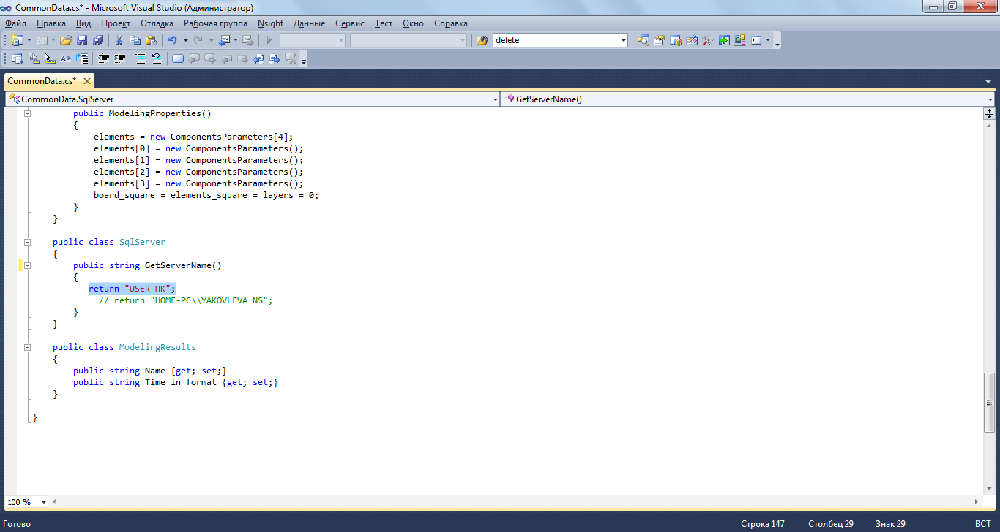 CommonData.cs* - Microsoft Visual Studio (Администратор)
Файл Правка Вид Проект Отладка Рабочая группа Nsight Данные Сервис Тест Окно Справка
delete
CommonData.cs*
CommonData.SqlServer GetServerName()
public ModelingProperties()
{
elements = new ComponentsParameters[4];
elements[0] = new ComponentsParameters();
elements[1] = new ComponentsParameters();
elements[2] = new ComponentsParameters();
elements[3] = new ComponentsParameters();
board_square = elements_square = layers = 0;
}
}
public class SqlServer
{
public string GetServerName()
{
return "USER-ПК";
// return "HOME-PC\\YAKOVLEVA_NS";
}
}
public class ModelingResults
{
public string Name {get; set;}
public string Time_in_format {get; set;}
}
}
100 %
Готово Строка 147 Столбец 29 Знак 29 ВСТ